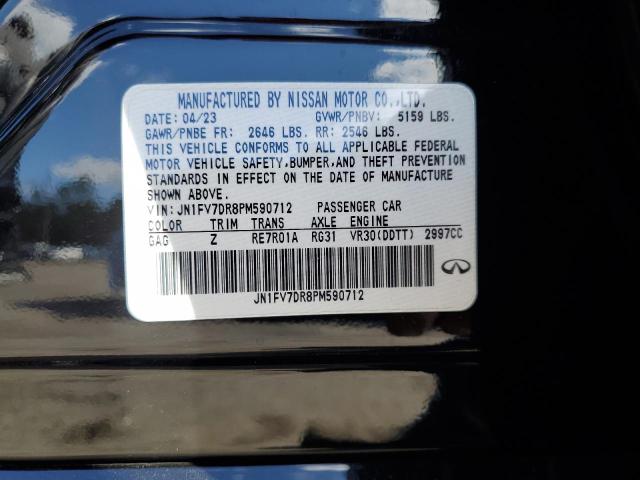 MANUFACTURED BY NISSAN MOTOR CO.,LTD.
DATE: 04/23 GVWR/PNBV: 5159 LBS.
GAWR/PNBE FR: 2646 LBS. RR: 2546 LBS.
THIS VEHICLE CONFORMS TO ALL APPLICABLE FEDERAL
MOTOR VEHICLE SAFETY,BUMPER,AND THEFT PREVENTION
STANDARDS IN EFFECT ON THE DATE OF MANUFACTURE
SHOWN ABOVE.
VIN: JN1FV7DR8PM590712 PASSENGER CAR
COLOR TRIM TRANS AXLE ENGINE
GAG Z RE7R01A RG31 VR30(DDTT) 2997CC
JN1FV7DR8PM590712